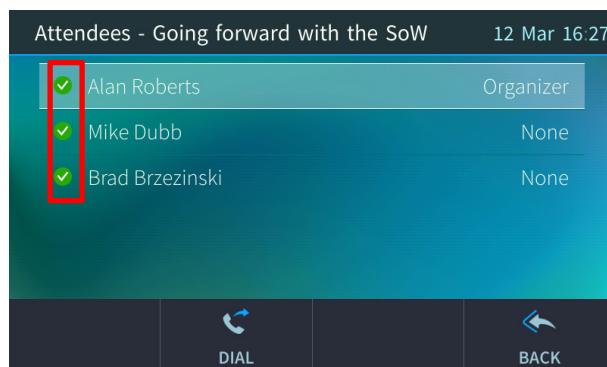 Attendees - Going forward with the SoW 12 Mar 16:27
Alan Roberts Organizer
Mike Dubb None
Brad Brzezinski None
DIAL BACK